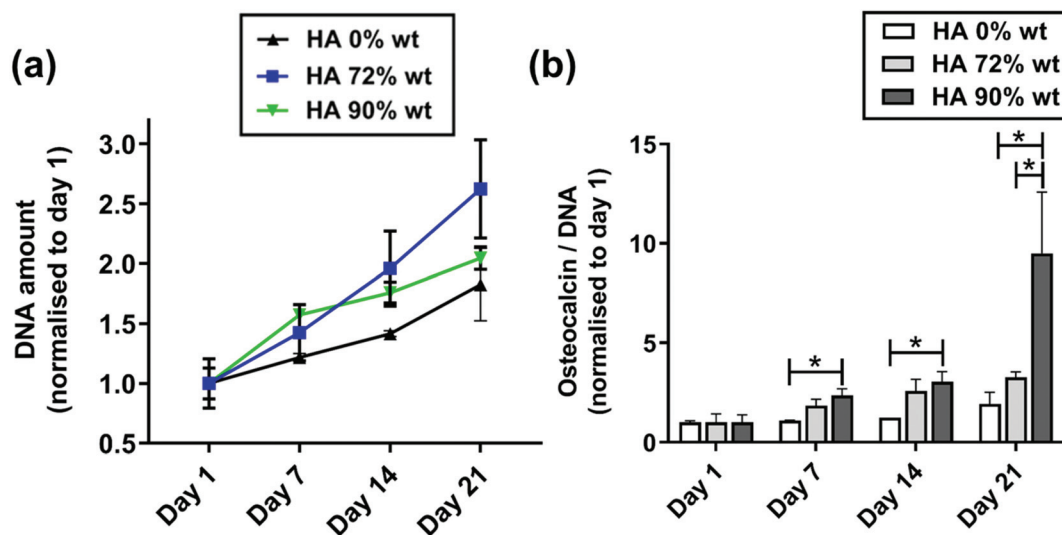 (a)
HA 0% wt
HA 72% wt
HA 90% wt
DNA amount
(normalised to day 1)
3.0
2.5
2.0
1.5
1.0
0.5
Day 1
Day 7
Day 14
Day 21
(b)
HA 0% wt
HA 72% wt
HA 90% wt
Osteocalcin / DNA
(normalised to day 1)
15
10
5
0
*
*
*
*
Day 1
Day 7
Day 14
Day 21